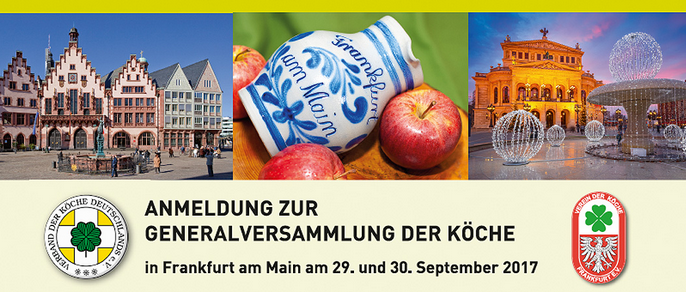 Frankfurt
am Main
ANMELDUNG ZUR
GENERALVERSAMMLUNG DER KÖCHE
in Frankfurt am Main am 29. und 30. September 2017
VERBAND DER KÖCHE DEUTSCHLANDS e.V.
VEREIN DER KÖCHE
FRANKFURT E.V.